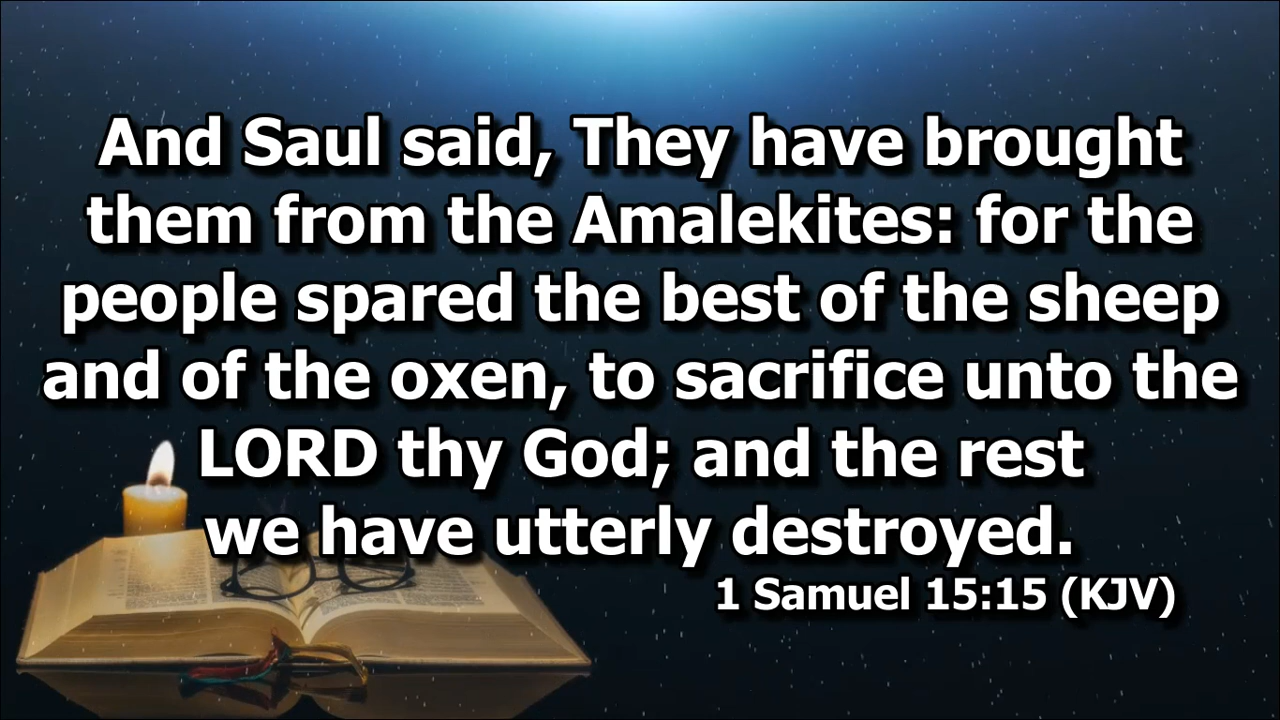 And Saul said, They have brought
them from the Amalekites: for the
people spared the best of the sheep
and of the oxen, to sacrifice unto the
LORD thy God; and the rest
we have utterly destroyed.
1 Samuel 15:15 (KJV)